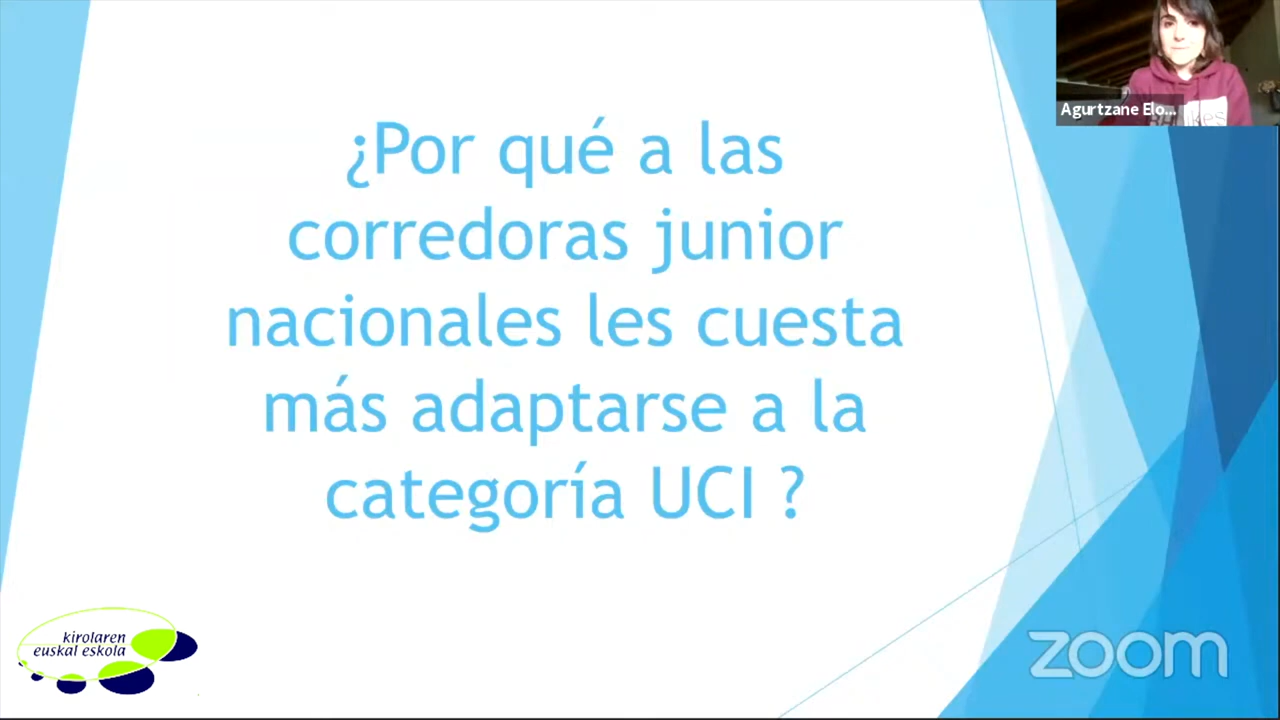 ¿Por qué a las
corredoras junior
nacionales les cuesta
más adaptarse a la
categoría UCI ?
Agurtzane Elo...
kirolaren
euskal eskola
zoom